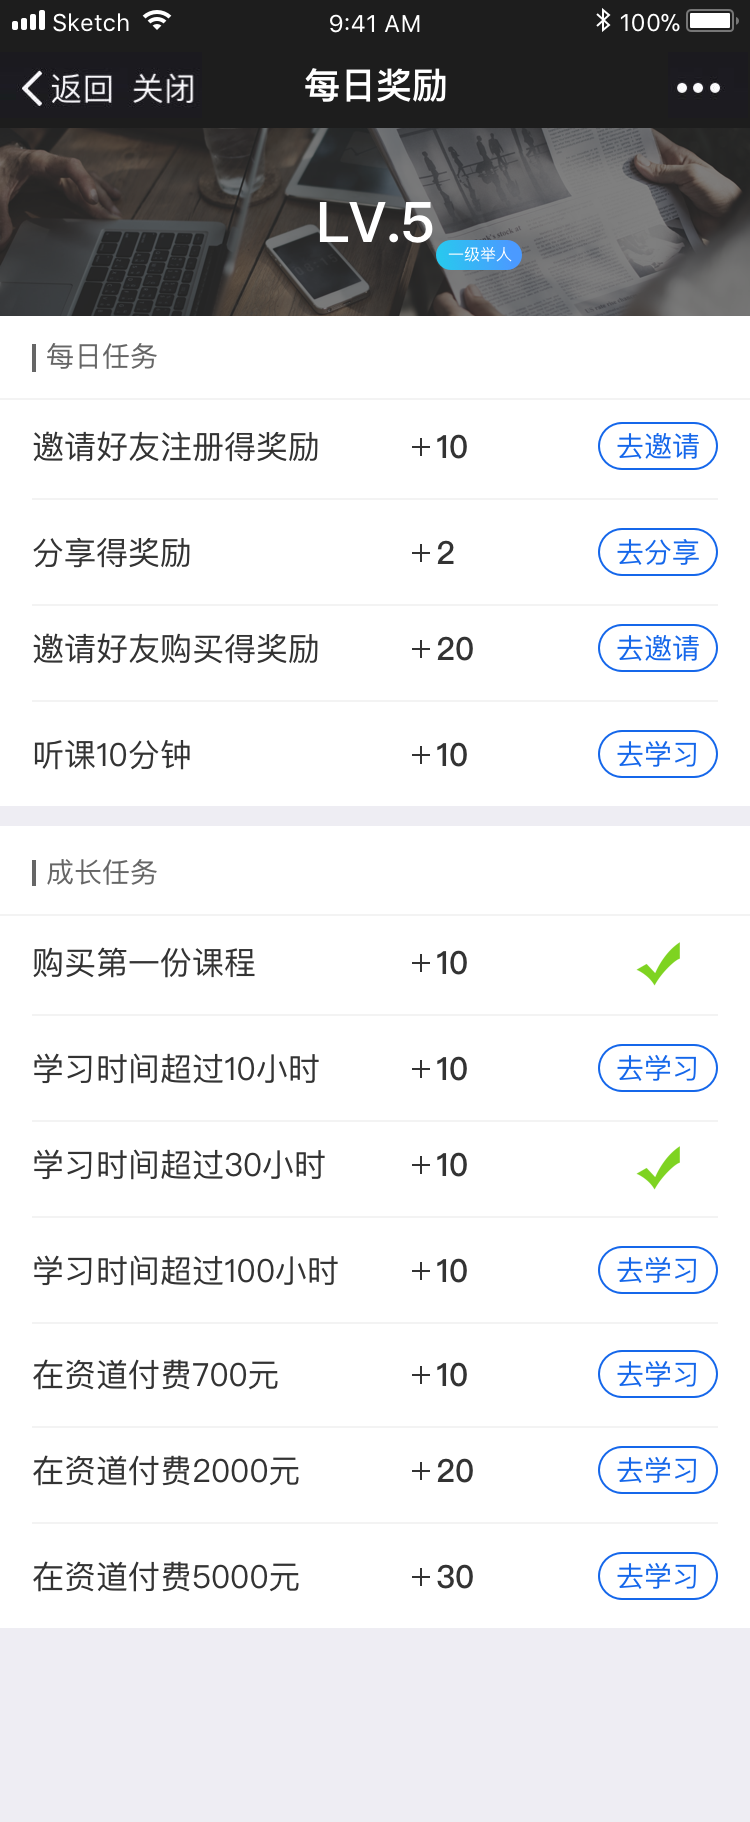 Sketch 9:41 AM 100%
返回 关闭 每日奖励
LV.5
一级举人
每日任务
邀请好友注册得奖励 +10 去邀请
分享得奖励 +2 去分享
邀请好友购买得奖励 +20 去邀请
听课10分钟 +10 去学习
成长任务
购买第一份课程 +10
学习时间超过10小时 +10 去学习
学习时间超过30小时 +10
学习时间超过100小时 +10 去学习
在资道付费700元 +10 去学习
在资道付费2000元 +20 去学习
在资道付费5000元 +30 去学习